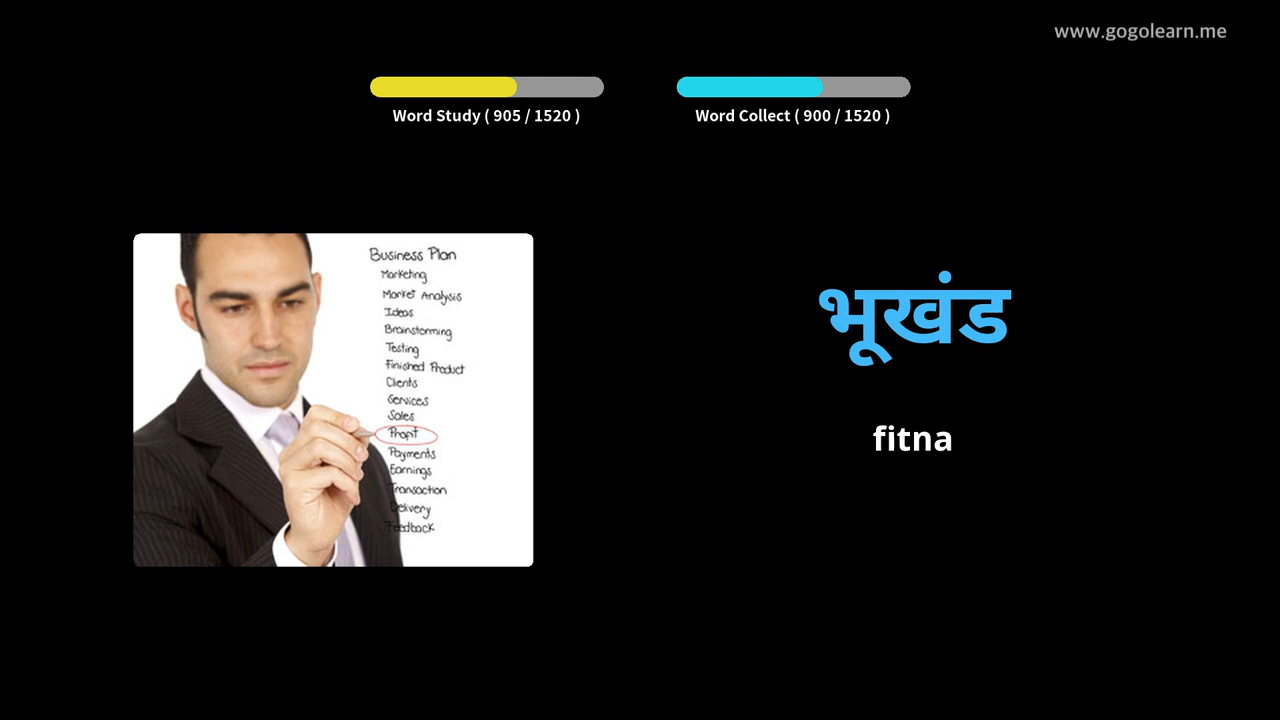 www.gogolearn.me
Word Study ( 905 / 1520 )
Word Collect ( 900 / 1520 )
Business Plan
Marketing
Market Analysis
Ideas
Brainstorming
Testing
Finished Product
Clients
Services
Sales
Profit
Payments
Earnings
Transaction
Delivery
Feedback
भूखंड
fitna